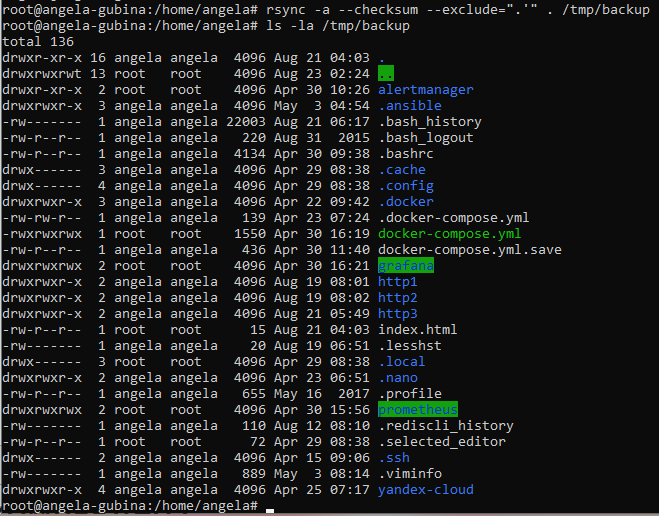 root@angela-gubina:/home/angela# rsync -a --checksum --exclude=".'" . /tmp/backup
root@angela-gubina:/home/angela# ls -la /tmp/backup
total 136
drwxr-xr-x 16 angela angela  4096 Aug 21 04:03 .
drwxrwxrwt 13 root   root    4096 Aug 23 02:24 ..
drwxr-xr-x  2 root   root    4096 Apr 30 10:26 alertmanager
drwxrwxr-x  3 angela angela  4096 May  3 04:54 .ansible
-rw-------  1 angela angela 22003 Aug 21 06:17 .bash_history
-rw-r--r--  1 angela angela   220 Aug 31  2015 .bash_logout
-rw-r--r--  1 angela angela  4134 Apr 30 09:38 .bashrc
drwx------  3 angela angela  4096 Apr 29 08:38 .cache
drwx------  4 angela angela  4096 Apr 29 08:38 .config
drwxrwxr-x  3 angela angela  4096 Apr 22 09:42 .docker
-rw-rw-r--  1 angela angela   139 Apr 23 07:24 .docker-compose.yml
-rwxrwxrwx  1 root   root    1550 Apr 30 16:19 docker-compose.yml
-rw-r--r--  1 angela angela   436 Apr 30 11:40 docker-compose.yml.save
drwxrwxrwx  2 root   root    4096 Apr 30 16:21 grafana
drwxrwxr-x  2 angela angela  4096 Aug 19 08:01 http1
drwxrwxr-x  2 angela angela  4096 Aug 19 08:02 http2
drwxrwxr-x  2 angela angela  4096 Aug 21 05:49 http3
-rw-r--r--  1 root   root      15 Aug 21 04:03 index.html
-rw-------  1 angela angela    20 Aug 19 06:51 .lesshst
drwx------  3 root   root    4096 Apr 29 08:38 .local
drwxrwxr-x  2 angela angela  4096 Apr 23 06:51 .nano
-rw-r--r--  1 angela angela   655 May 16  2017 .profile
drwxrwxrwx  2 root   root    4096 Apr 30 15:56 prometheus
-rw-------  1 angela angela   110 Aug 12 08:10 .rediscli_history
-rw-r--r--  1 root   root      72 Apr 29 08:38 .selected_editor
drwx------  2 angela angela  4096 Apr 15 09:06 .ssh
-rw-------  1 angela angela   889 May  3 08:14 .viminfo
drwxrwxr-x  4 angela angela  4096 Apr 25 07:17 yandex-cloud
root@angela-gubina:/home/angela#